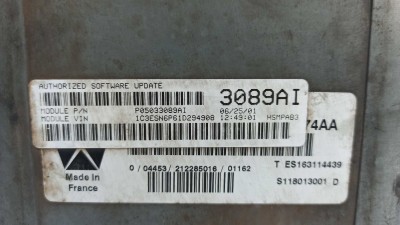 AUTHORIZED SOFTWARE UPDATE
3089AI
MODULE P/N P05033089AI 06/25/01
MODULE VIN 1C3ESN6P61D294908 12:49:01 HSMPAB3
74AA
T ES163114439
Made in
France
0 / 04453 / 212285016 / 01162
S118013001 D